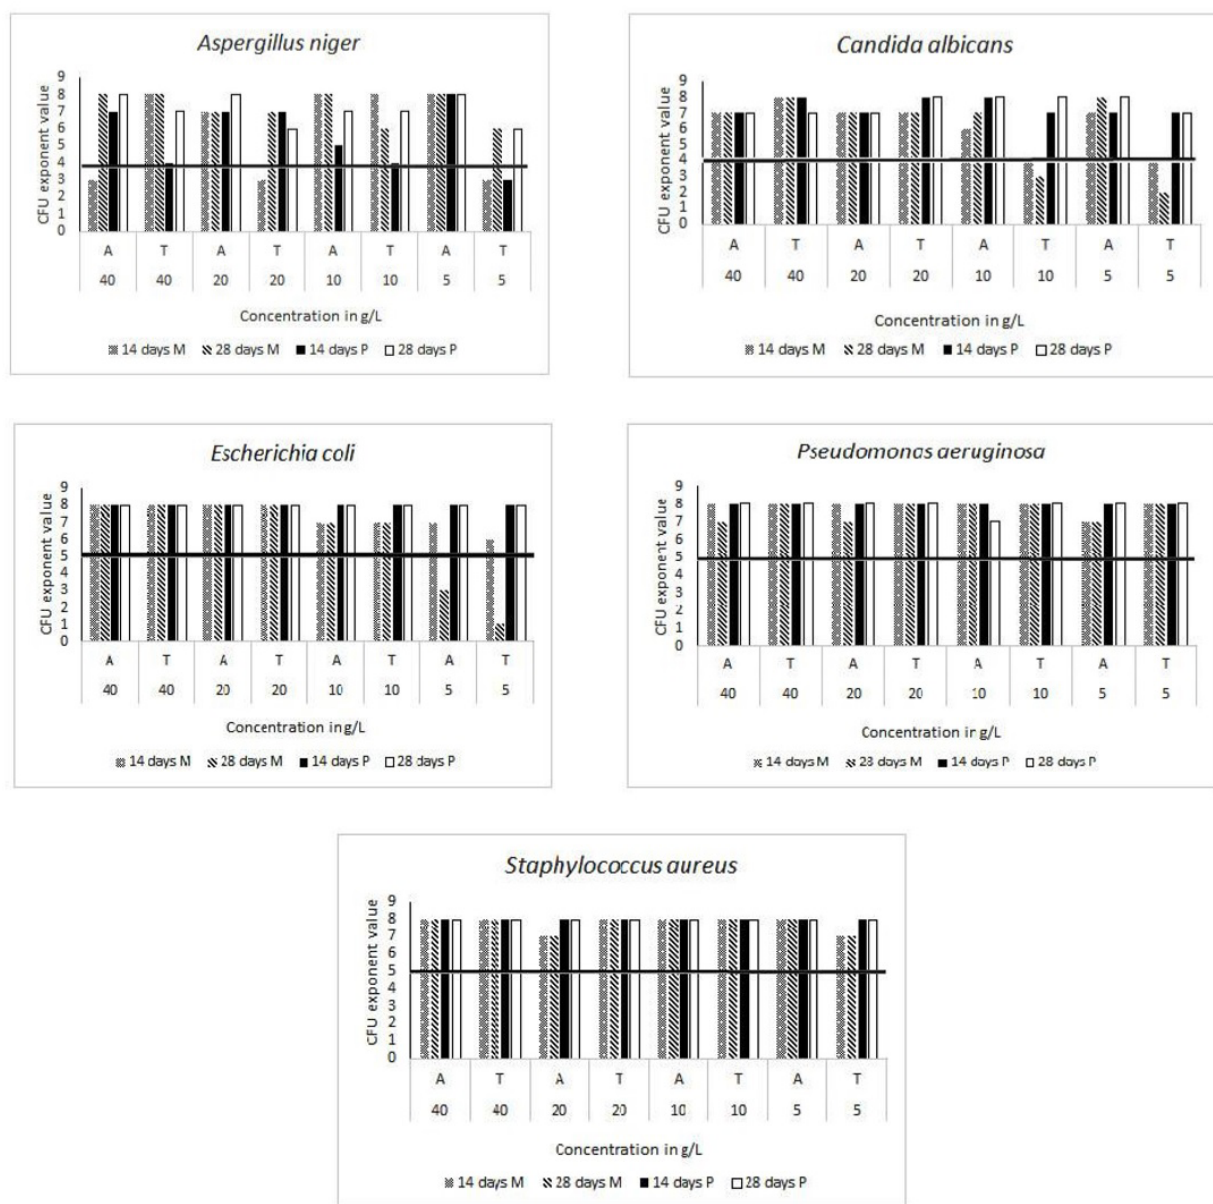 Aspergillus niger
CFU exponent value
9
8
7
6
5
4
3
2
1
0
A T A T A T A T
40 40 20 20 10 10 5 5
Concentration in g/L
14 days M 28 days M 14 days P 28 days P
Candida albicans
CFU exponent value
9
8
7
6
5
4
3
2
1
0
A T A T A T A T
40 40 20 20 10 10 5 5
Concentration in g/L
14 days M 28 days M 14 days P 28 days P
Escherichia coli
CFU exponent value
9
8
7
6
5
4
3
2
1
0
A T A T A T A T
40 40 20 20 10 10 5 5
Concentration in g/L
14 days M 28 days M 14 days P 28 days P
Pseudomonas aeruginosa
CFU exponent value
9
8
7
6
5
4
3
2
1
0
A T A T A T A T
40 40 20 20 10 10 5 5
Concentration in g/L
14 days M 28 days M 14 days P 28 days P
Staphylococcus aureus
CFU exponent value
9
8
7
6
5
4
3
2
1
0
A T A T A T A T
40 40 20 20 10 10 5 5
Concentration in g/L
14 days M 28 days M 14 days P 28 days P